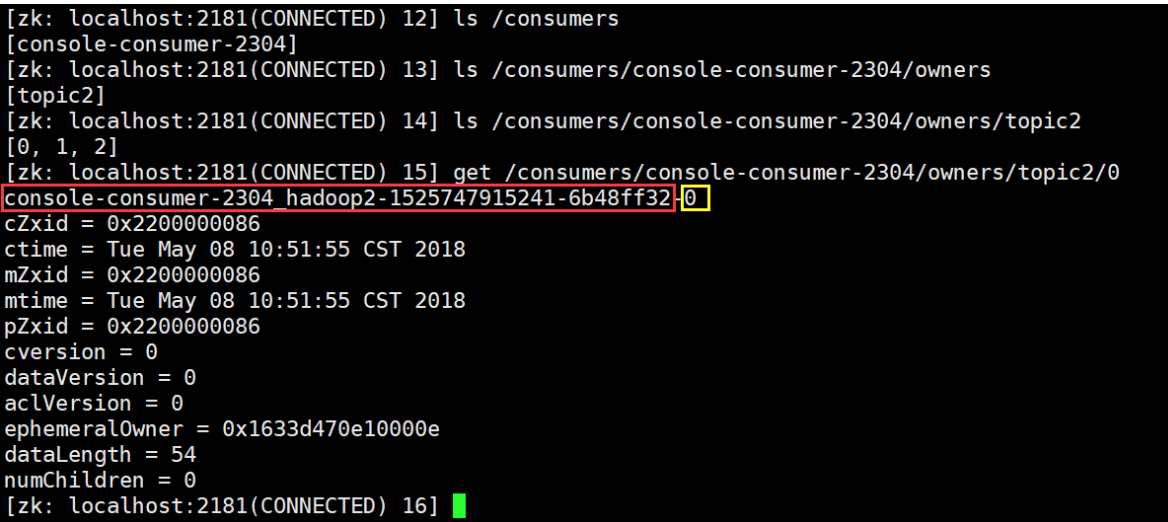 [zk: localhost:2181(CONNECTED) 12] ls /consumers
[console-consumer-2304]
[zk: localhost:2181(CONNECTED) 13] ls /consumers/console-consumer-2304/owners
[topic2]
[zk: localhost:2181(CONNECTED) 14] ls /consumers/console-consumer-2304/owners/topic2
[0, 1, 2]
[zk: localhost:2181(CONNECTED) 15] get /consumers/console-consumer-2304/owners/topic2/0
console-consumer-2304_hadoop2-1525747915241-6b48ff32-0
cZxid = 0x2200000086
ctime = Tue May 08 10:51:55 CST 2018
mZxid = 0x2200000086
mtime = Tue May 08 10:51:55 CST 2018
pZxid = 0x2200000086
cversion = 0
dataVersion = 0
aclVersion = 0
ephemeralOwner = 0x1633d470e10000e
dataLength = 54
numChildren = 0
[zk: localhost:2181(CONNECTED) 16]